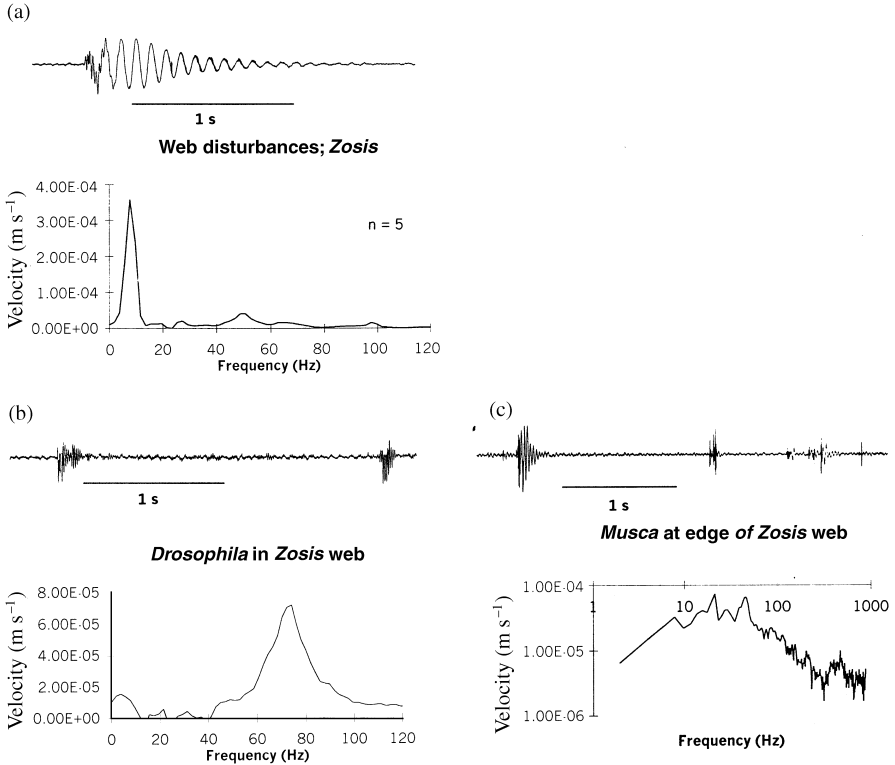 (a)
1 s
Web disturbances; Zosis
4.00E-04
3.00E-04
2.00E-04
1.00E-04
0.00E+00
Velocity (m s⁻¹)
n = 5
0 20 40 60 80 100 120
Frequency (Hz)
(b)
1 s
Drosophila in Zosis web
8.00E-05
6.00E-05
4.00E-05
2.00E-05
0.00E+00
Velocity (m s⁻¹)
0 20 40 60 80 100 120
Frequency (Hz)
(c)
1 s
Musca at edge of Zosis web
1.00E-04
1.00E-05
1.00E-06
Velocity (m s⁻¹)
1 10 100 1000
Frequency (Hz)